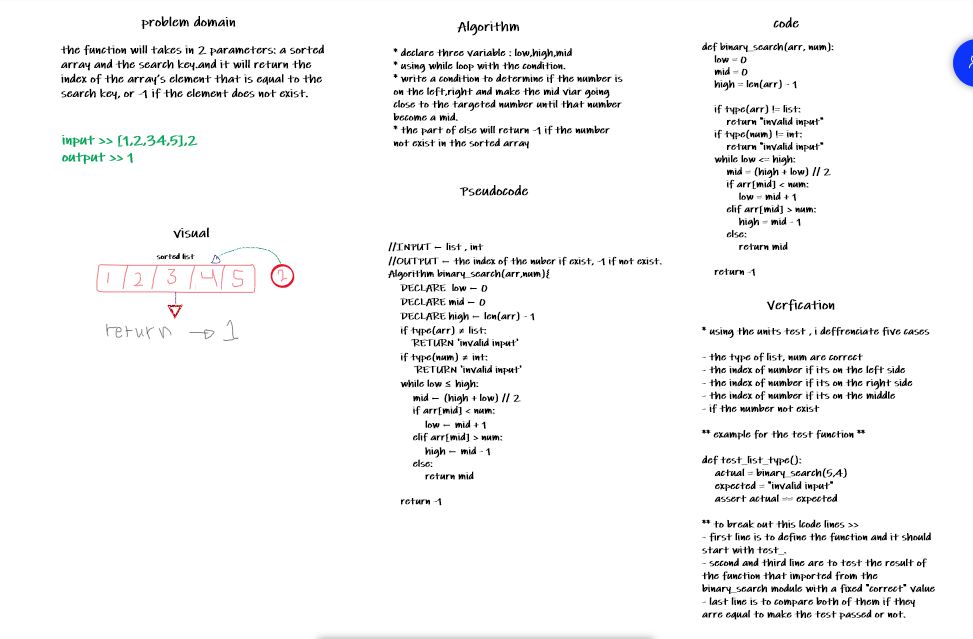 problem domain
the function will takes in 2 parameters: a sorted
array and the search key.and it will return the
index of the array's element that is equal to the
search key, or -1 if the element does not exist.
input >> [1,2,34,5],2
output >> 1
visual
sorted list
1 2 3 4 5 2
return → 1
Algorithm
* declare three variable : low,high,mid
* using while loop with the condition.
* write a condition to determine if the number is
on the left,right and make the mid viar going
close to the targeted number until that number
become a mid.
* the part of else will return -1 if the number
not exist in the sorted array
Pseudocode
//INPUT ← list , int
//OUTPUT ← the index of the nuber if exist, -1 if not exist.
Algorithm binary_search(arr,num){
DECLARE low ← 0
DECLARE mid ← 0
DECLARE high ← len(arr) - 1
if type(arr) ≠ list:
RETURN 'invalid input'
if type(num) ≠ int:
RETURN 'invalid input'
while low ≤ high:
mid ← (high + low) // 2
if arr[mid] < num:
low ← mid + 1
elif arr[mid] > num:
high ← mid - 1
else:
return mid
return -1
code
def binary_search(arr, num):
low = 0
mid = 0
high = len(arr) - 1
if type(arr) != list:
return "invalid input"
if type(num) != int:
return "invalid input"
while low <= high:
mid = (high + low) // 2
if arr[mid] < num:
low = mid + 1
elif arr[mid] > num:
high = mid - 1
else:
return mid
return -1
Verfication
* using the units test , i deffrenciate five cases
- the type of list, num are correct
- the index of number if its on the left side
- the index of number if its on the right side
- the index of number if its on the middle
- if the number not exist
** example for the test function **
def test_list_type():
actual = binary_search(5,4)
expected = "invalid input"
assert actual == expected
** to break out this lcode lines >>
- first line is to define the function and it should
start with test_.
- second and third line are to test the result of
the function that imported from the
binary_search module with a fixed "correct" value
- last line is to compare both of them if they
arre equal to make the test passed or not.